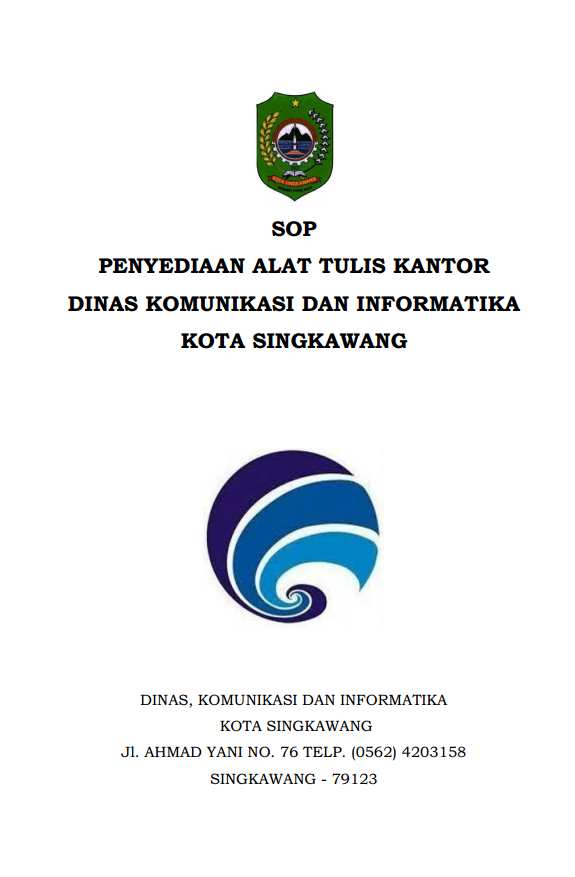 SOP
PENYEDIAAN ALAT TULIS KANTOR
DINAS KOMUNIKASI DAN INFORMATIKA
KOTA SINGKAWANG
DINAS, KOMUNIKASI DAN INFORMATIKA
KOTA SINGKAWANG
Jl. AHMAD YANI NO. 76 TELP. (0562) 4203158
SINGKAWANG - 79123